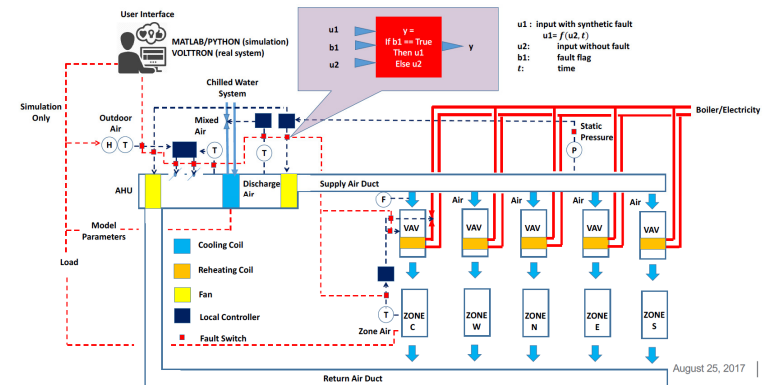 User Interface
MATLAB/PYTHON (simulation)
VOLTTRON (real system)
u1
b1
u2
y =
If b1 == True
Then u1
Else u2
y
u1 : input with synthetic fault
u1= f(u2, t)
u2: input without fault
b1: fault flag
t: time
Chilled Water
System
Simulation
Only
Outdoor
Air
Mixed
Air
Static
Pressure
Boiler/Electricity
H
T
T
T
P
AHU
Discharge
Air
Supply Air Duct
F
Air
Air
Air
Air
Model
Parameters
VAV
VAV
VAV
VAV
VAV
Load
Cooling Coil
Reheating Coil
Fan
Local Controller
Fault Switch
T
Zone Air
ZONE
C
ZONE
W
ZONE
N
ZONE
E
ZONE
S
Return Air Duct
August 25, 2017